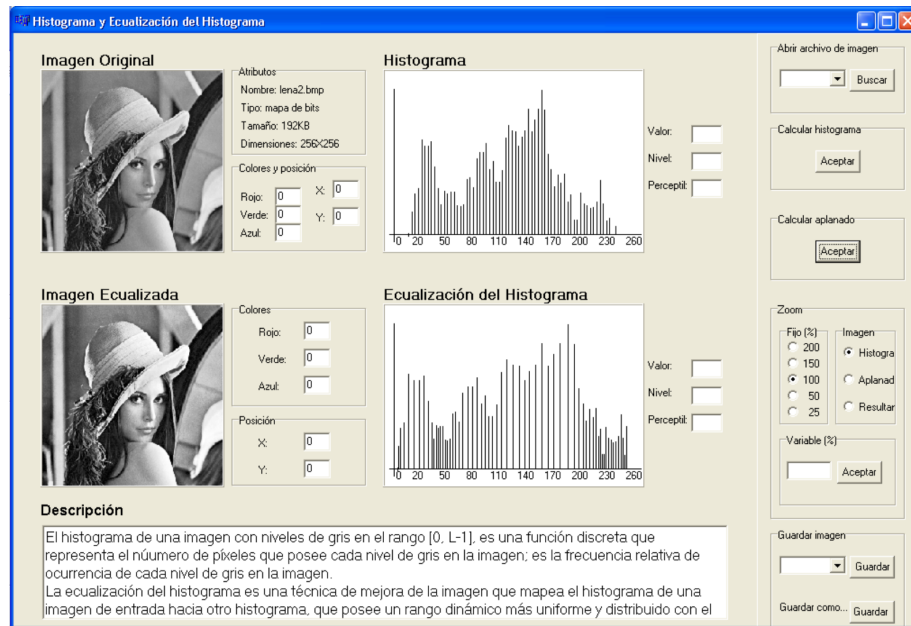 Histograma y Ecualización del Histograma
Imagen Original
Atributos
Nombre: lena2.bmp
Tipo: mapa de bits
Tamaño: 192KB
Dimensiones: 256X256
Colores y posición
Rojo: 0 X: 0
Verde: 0 Y: 0
Azul: 0
Histograma
0 20 50 80 110 140 170 200 230 260
Valor:
Nivel:
Perceptil:
Imagen Ecualizada
Colores
Rojo: 0
Verde: 0
Azul: 0
Posición
X: 0
Y: 0
Ecualización del Histograma
0 20 50 80 110 140 170 200 230 260
Valor:
Nivel:
Perceptil:
Descripción
El histograma de una imagen con niveles de gris en el rango [0, L-1], es una función discreta que
representa el núumero de píxeles que posee cada nivel de gris en la imagen; es la frecuencia relativa de
ocurrencia de cada nivel de gris en la imagen.
La ecualización del histograma es una técnica de mejora de la imagen que mapea el histograma de una
imagen de entrada hacia otro histograma, que posee un rango dinámico más uniforme y distribuido con el
Abrir archivo de imagen
Buscar
Calcular histograma
Aceptar
Calcular aplanado
Aceptar
Zoom
Fijo (%)
200
150
100
50
25
Imagen
Histogra
Aplanad
Resultar
Variable (%)
Aceptar
Guardar imagen
Guardar
Guardar como... Guardar